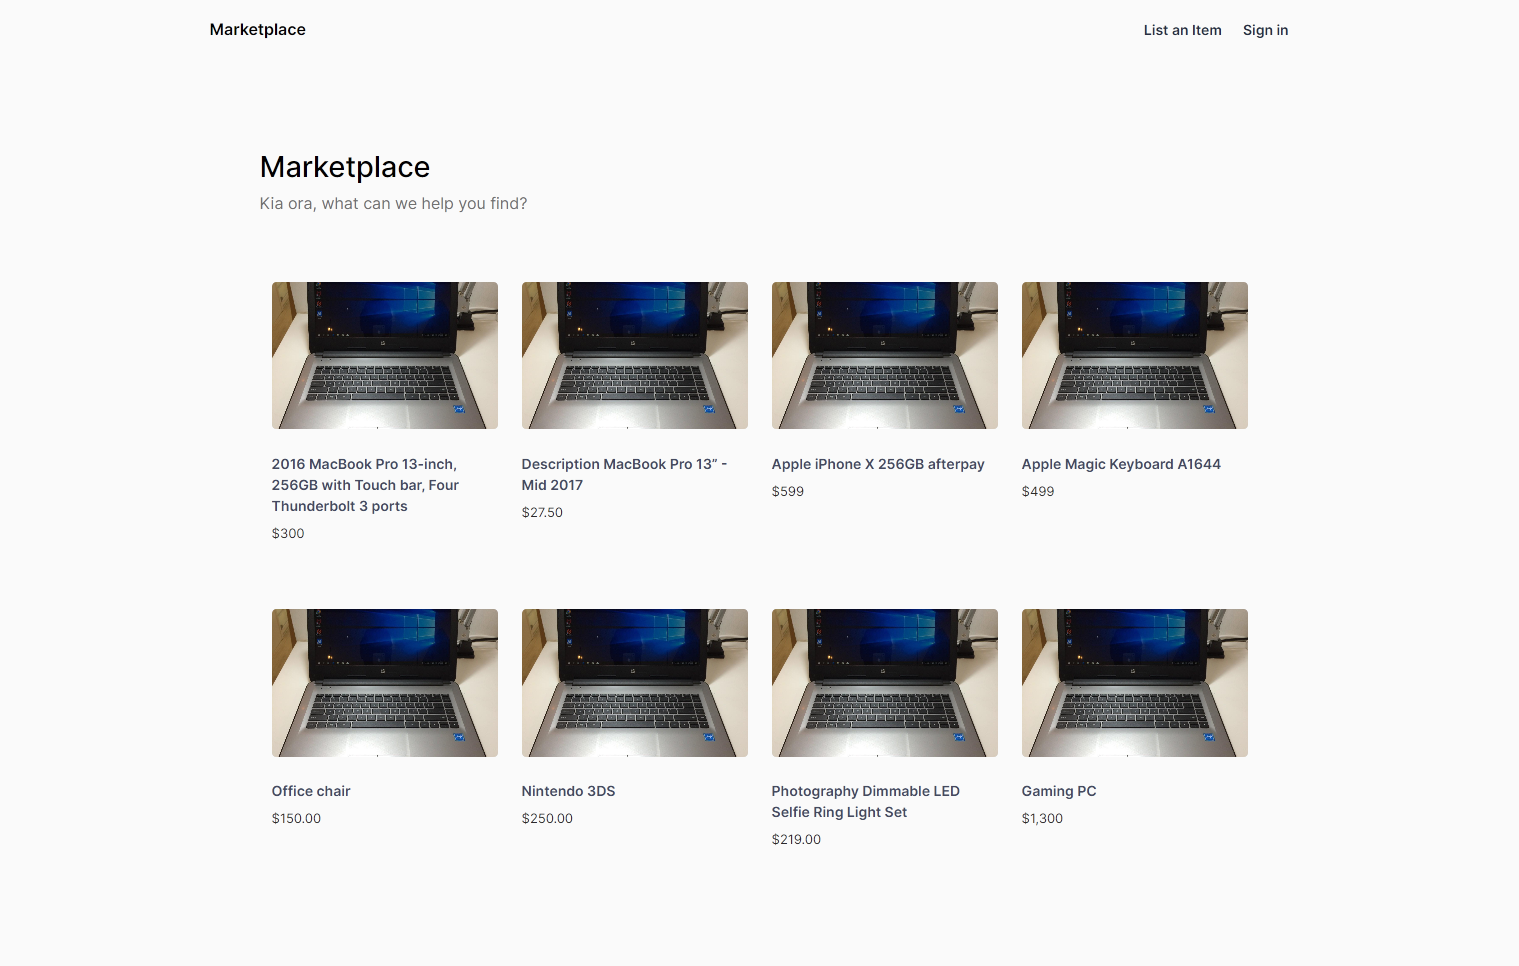 Marketplace
List an Item
Sign in
Marketplace
Kia ora, what can we help you find?
2016 MacBook Pro 13-inch,
256GB with Touch bar, Four
Thunderbolt 3 ports
$300
Description MacBook Pro 13” -
Mid 2017
$27.50
Apple iPhone X 256GB afterpay
$599
Apple Magic Keyboard A1644
$499
Office chair
$150.00
Nintendo 3DS
$250.00
Photography Dimmable LED
Selfie Ring Light Set
$219.00
Gaming PC
$1,300